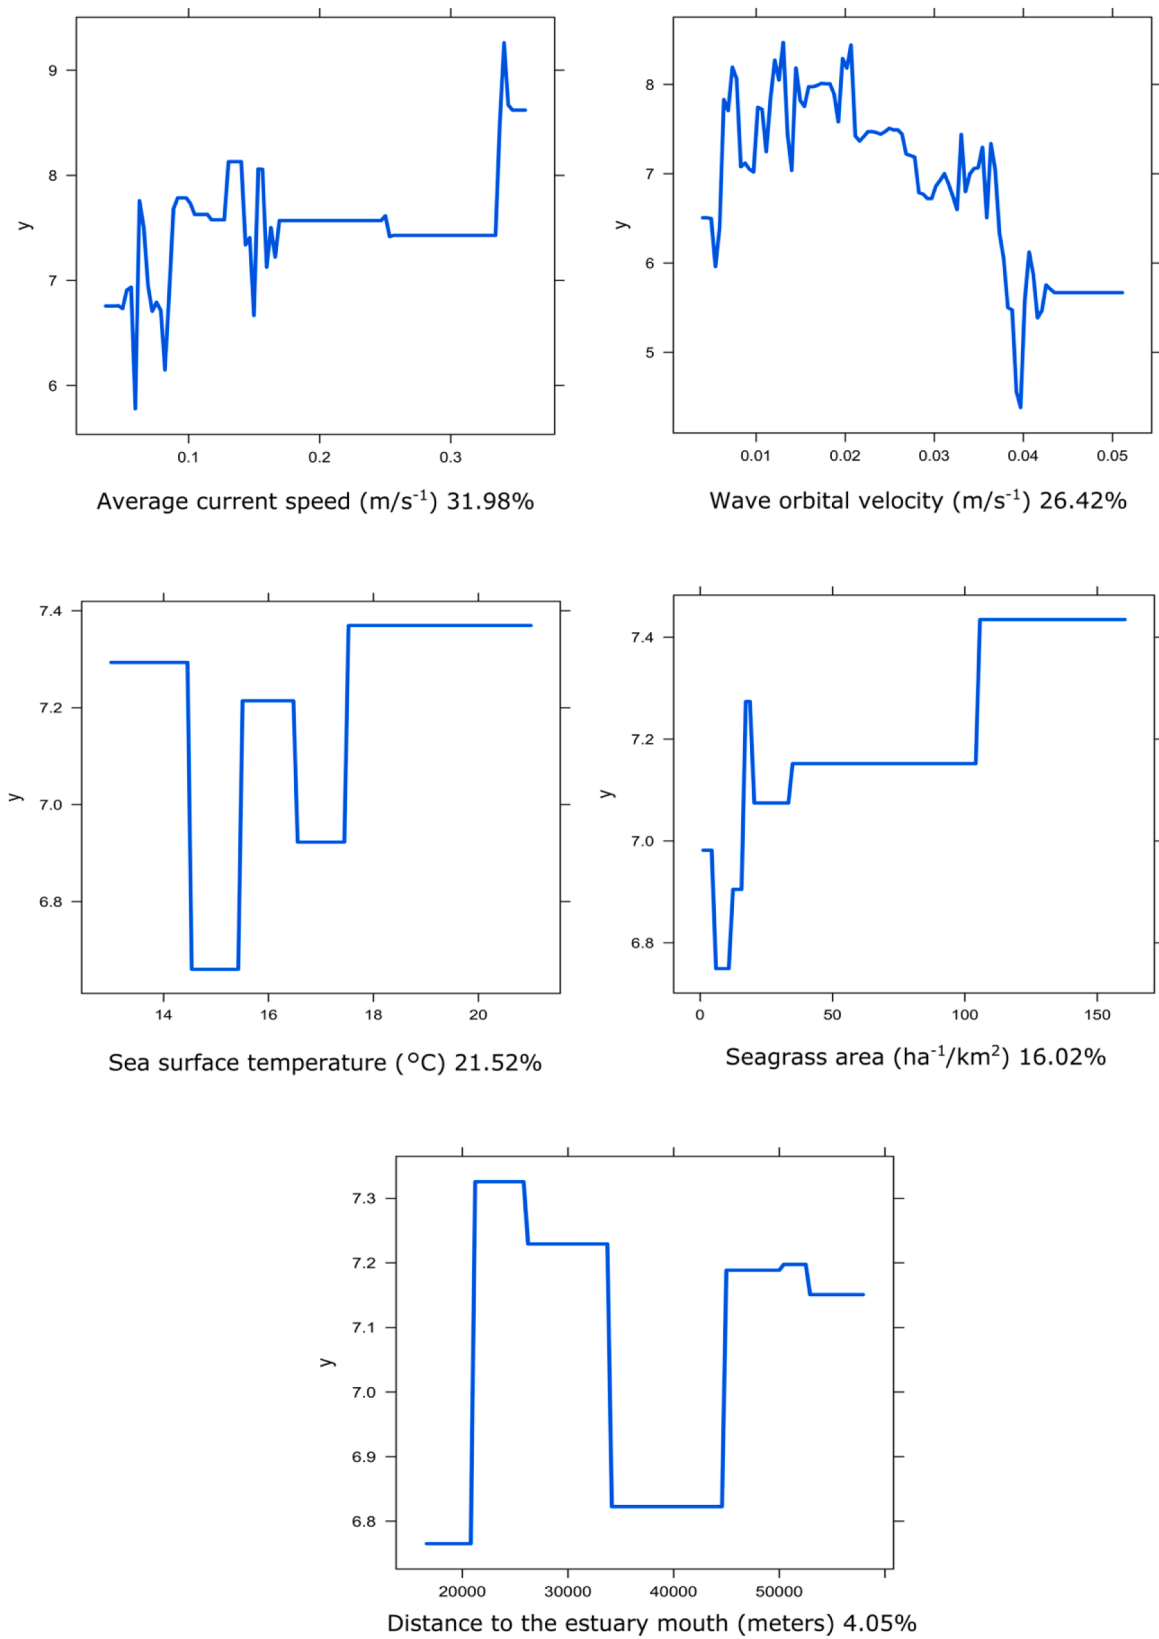 9
8
7
6
y
0.1 0.2 0.3
Average current speed (m/s⁻¹) 31.98%
8
7
6
5
y
0.01 0.02 0.03 0.04 0.05
Wave orbital velocity (m/s⁻¹) 26.42%
7.4
7.2
7.0
6.8
y
14 16 18 20
Sea surface temperature (°C) 21.52%
7.4
7.2
7.0
6.8
y
0 50 100 150
Seagrass area (ha⁻¹/km²) 16.02%
7.3
7.2
7.1
7.0
6.9
6.8
y
20000 30000 40000 50000
Distance to the estuary mouth (meters) 4.05%